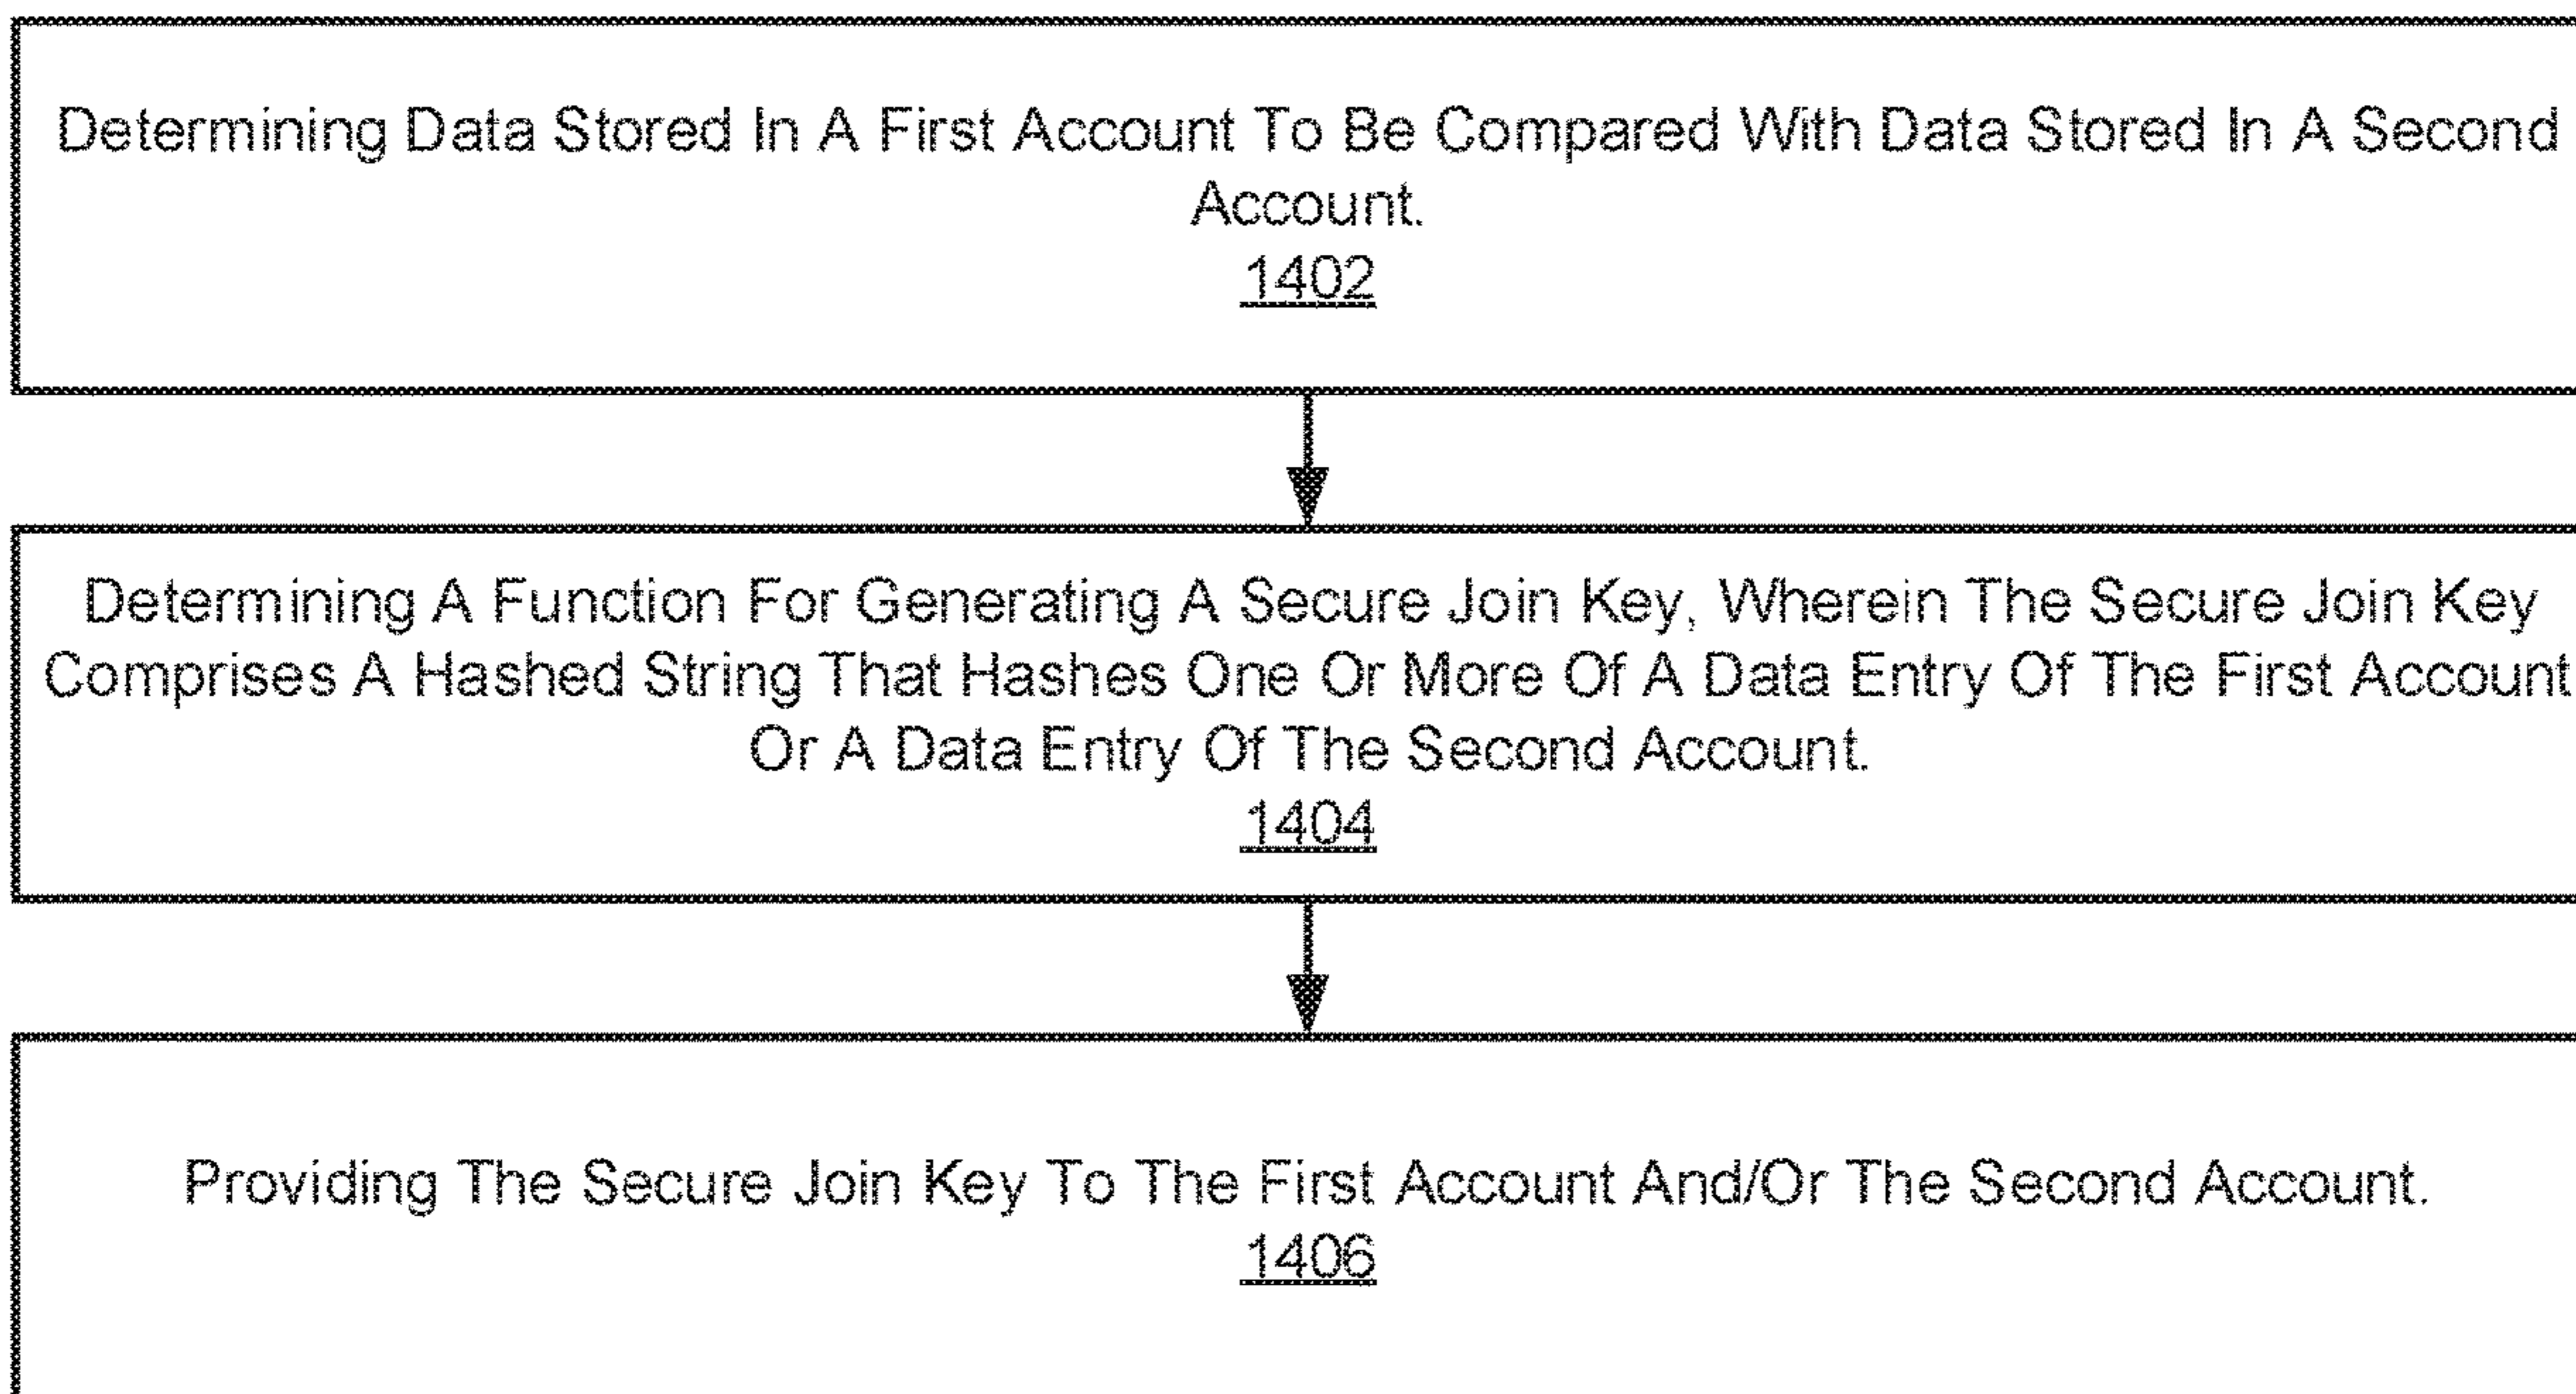 Determining Data Stored In A First Account To Be Compared With Data Stored In A Second
Account.
1402
Determining A Function For Generating A Secure Join Key, Wherein The Secure Join Key
Comprises A Hashed String That Hashes One Or More Of A Data Entry Of The First Account
Or A Data Entry Of The Second Account.
1404
Providing The Secure Join Key To The First Account And/Or The Second Account.
1406